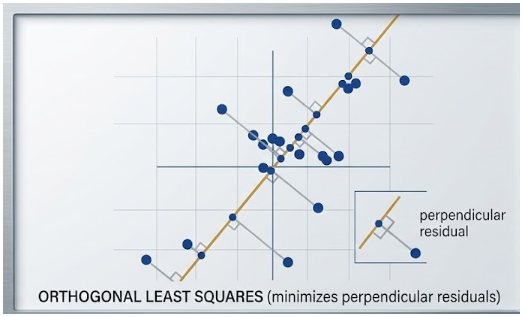 perpendicular
residual
ORTHOGONAL LEAST SQUARES (minimizes perpendicular residuals)